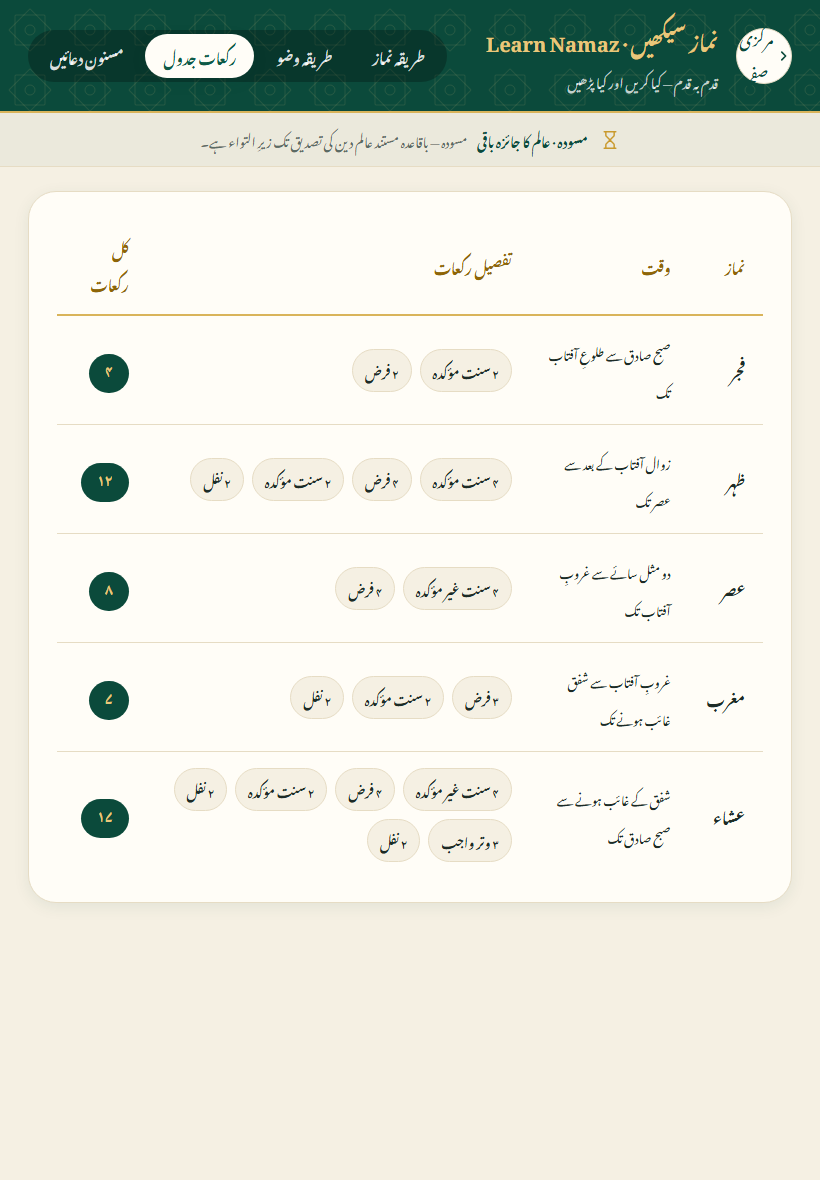 مرکزی صفحہ
نماز سیکھیں · Learn Namaz
قدم بہ قدم — کیا کریں اور کیا پڑھیں
طریقہ نماز
طریقہ وضو
رکعات جدول
مسنون دعائیں
مسودہ · عالم کا جائزہ باقی مسودہ — باقاعدہ مستند عالم دین کی تصدیق تک زیر التواء ہے۔
نماز وقت تفصیل رکعات کل رکعات
فجر
صبح صادق سے طلوعِ آفتاب
تک
۲ سنت مؤکدہ ۲ فرض
۴
ظہر
زوال آفتاب کے بعد سے
عصر تک
۴ سنت مؤکدہ ۴ فرض ۲ سنت مؤکدہ ۲ نفل
۱۲
عصر
دو مثل سائے سے غروبِ
آفتاب تک
۴ سنت غیر مؤکدہ ۴ فرض
۸
مغرب
غروبِ آفتاب سے شفق
غائب ہونے تک
۳ فرض ۲ سنت مؤکدہ ۲ نفل
۷
عشاء
شفق کے غائب ہونے سے
صبح صادق تک
۴ سنت غیر مؤکدہ ۴ فرض ۲ سنت مؤکدہ ۲ نفل
۳ وتر واجب ۲ نفل
۱۷